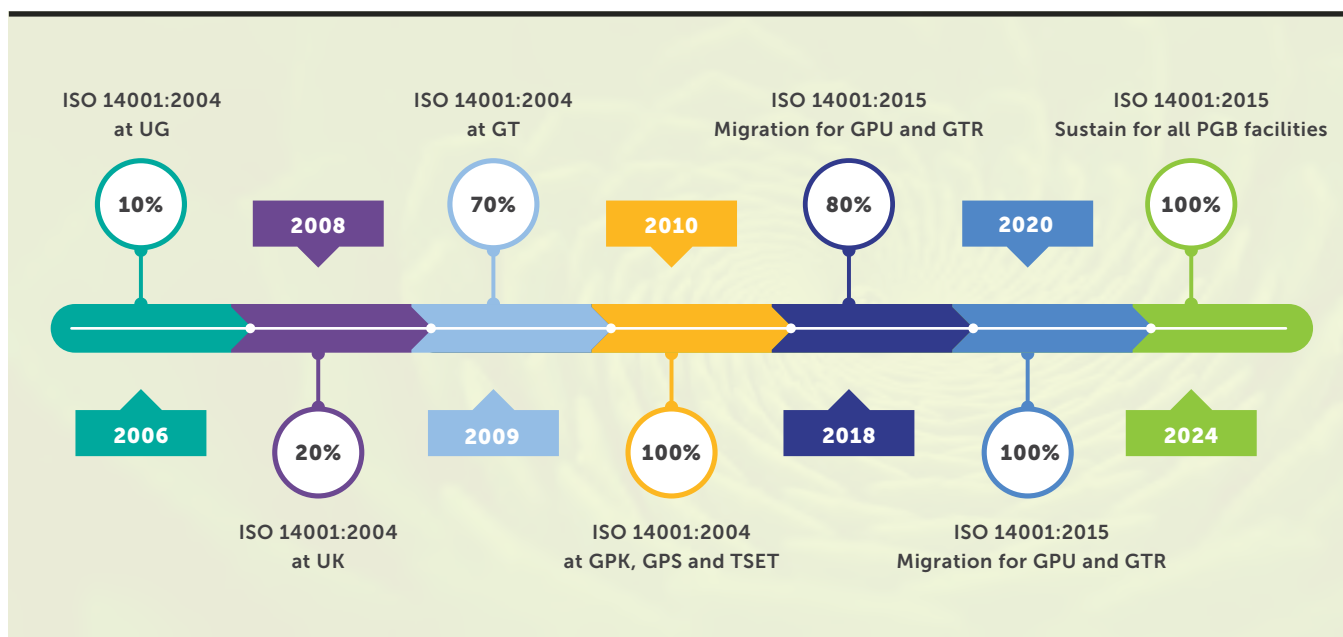 ISO 14001:2004
at UG
10%
2006
2008
20%
ISO 14001:2004
at UK
ISO 14001:2004
at GT
70%
2009
2010
100%
ISO 14001:2004
at GPK, GPS and TSET
ISO 14001:2015
Migration for GPU and GTR
80%
2018
2020
100%
ISO 14001:2015
Migration for GPU and GTR
ISO 14001:2015
Sustain for all PGB facilities
100%
2024